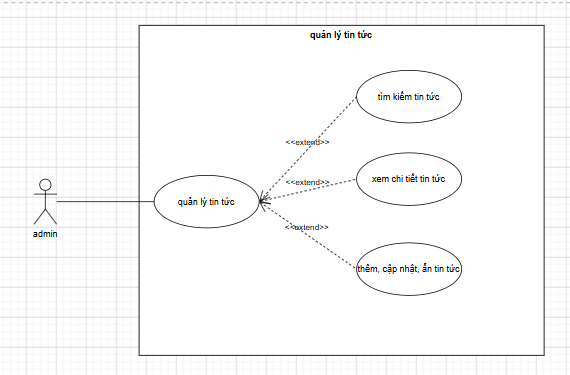 quản lý tin tức
tìm kiếm tin tức
<<extend>>
<<extend>>
xem chi tiết tin tức
quản lý tin tức
<<extend>>
admin
thêm, cập nhật, ẩn tin tức